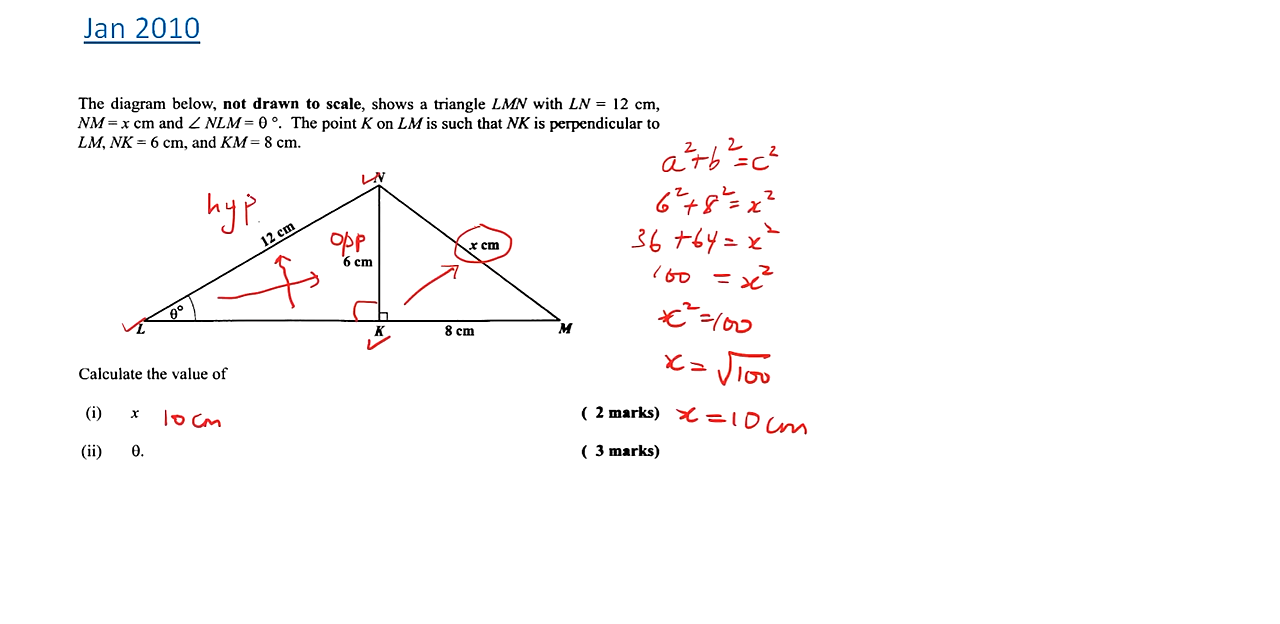 Jan 2010
The diagram below, not drawn to scale, shows a triangle LMN with LN = 12 cm,
NM = x cm and ∠ NLM = θ °. The point K on LM is such that NK is perpendicular to
LM, NK = 6 cm, and KM = 8 cm.
a²+b²=c²
N
hyp.
6²+8²=x²
12 cm
opp
x cm
36 +64 = x²
6 cm
100 = x²
θ°
x²=100
L
K
8 cm
M
x = √100
Calculate the value of
(i) x 10 cm ( 2 marks) x = 10 cm
(ii) θ. ( 3 marks)